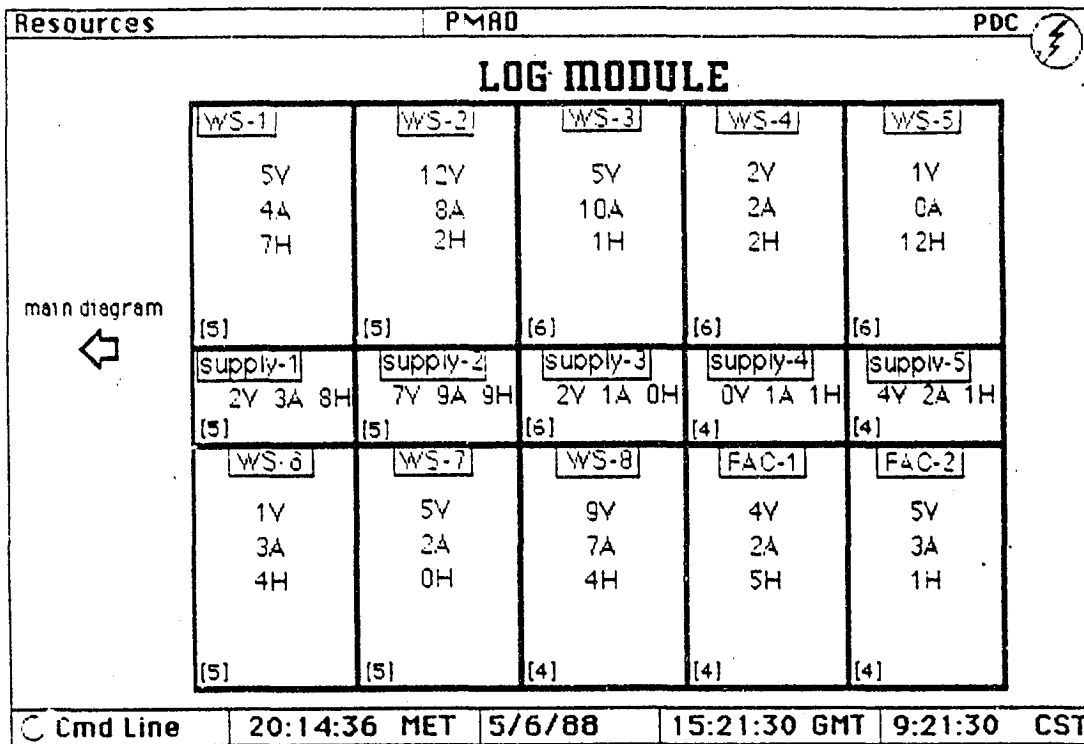 Resources PMAD PDC
LOG MODULE
WS-1 WS-2 WS-3 WS-4 WS-5
5V 12V 5V 2V 1V
4A 8A 10A 2A 0A
7H 2H 1H 2H 12H
main diagram
[5] [5] [6] [6] [6]
supply-1 supply-2 supply-3 supply-4 supply-5
2V 3A 8H 7V 9A 9H 2V 1A 0H 0V 1A 1H 4V 2A 1H
[5] [5] [6] [4] [4]
WS-6 WS-7 WS-8 FAC-1 FAC-2
1V 5V 9V 4V 5V
3A 2A 7A 2A 3A
4H 0H 4H 5H 1H
[5] [5] [4] [4] [4]
Cmd Line 20:14:36 MET 5/6/88 15:21:30 GMT 9:21:30 CST